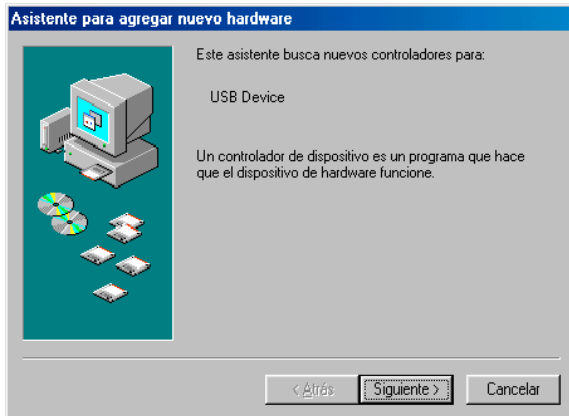 Asistente para agregar nuevo hardware
Este asistente busca nuevos controladores para:
USB Device
Un controlador de dispositivo es un programa que hace
que el dispositivo de hardware funcione.
< Atrás
Siguiente >
Cancelar